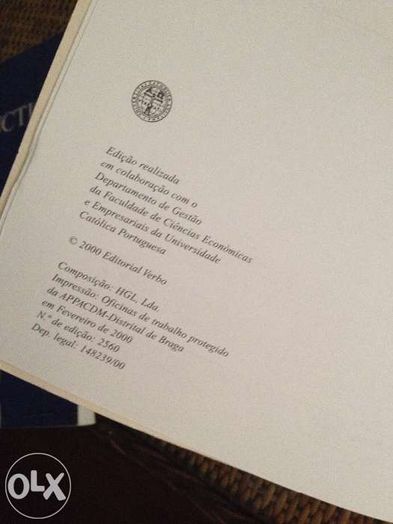 CTI
Edição realizada
em colaboração com o
Departamento de Gestão
da Faculdade de Ciências Económicas
e Empresariais da Universidade
Católica Portuguesa
© 2000 Editorial Verbo
Composição: HGL, Lda.
Impressão: Oficinas de trabalho protegido
da APPACDM-Distrital de Braga
em Fevereiro de 2000
N.º de edição: 2560
Dep. legal: 148239/00
OLX